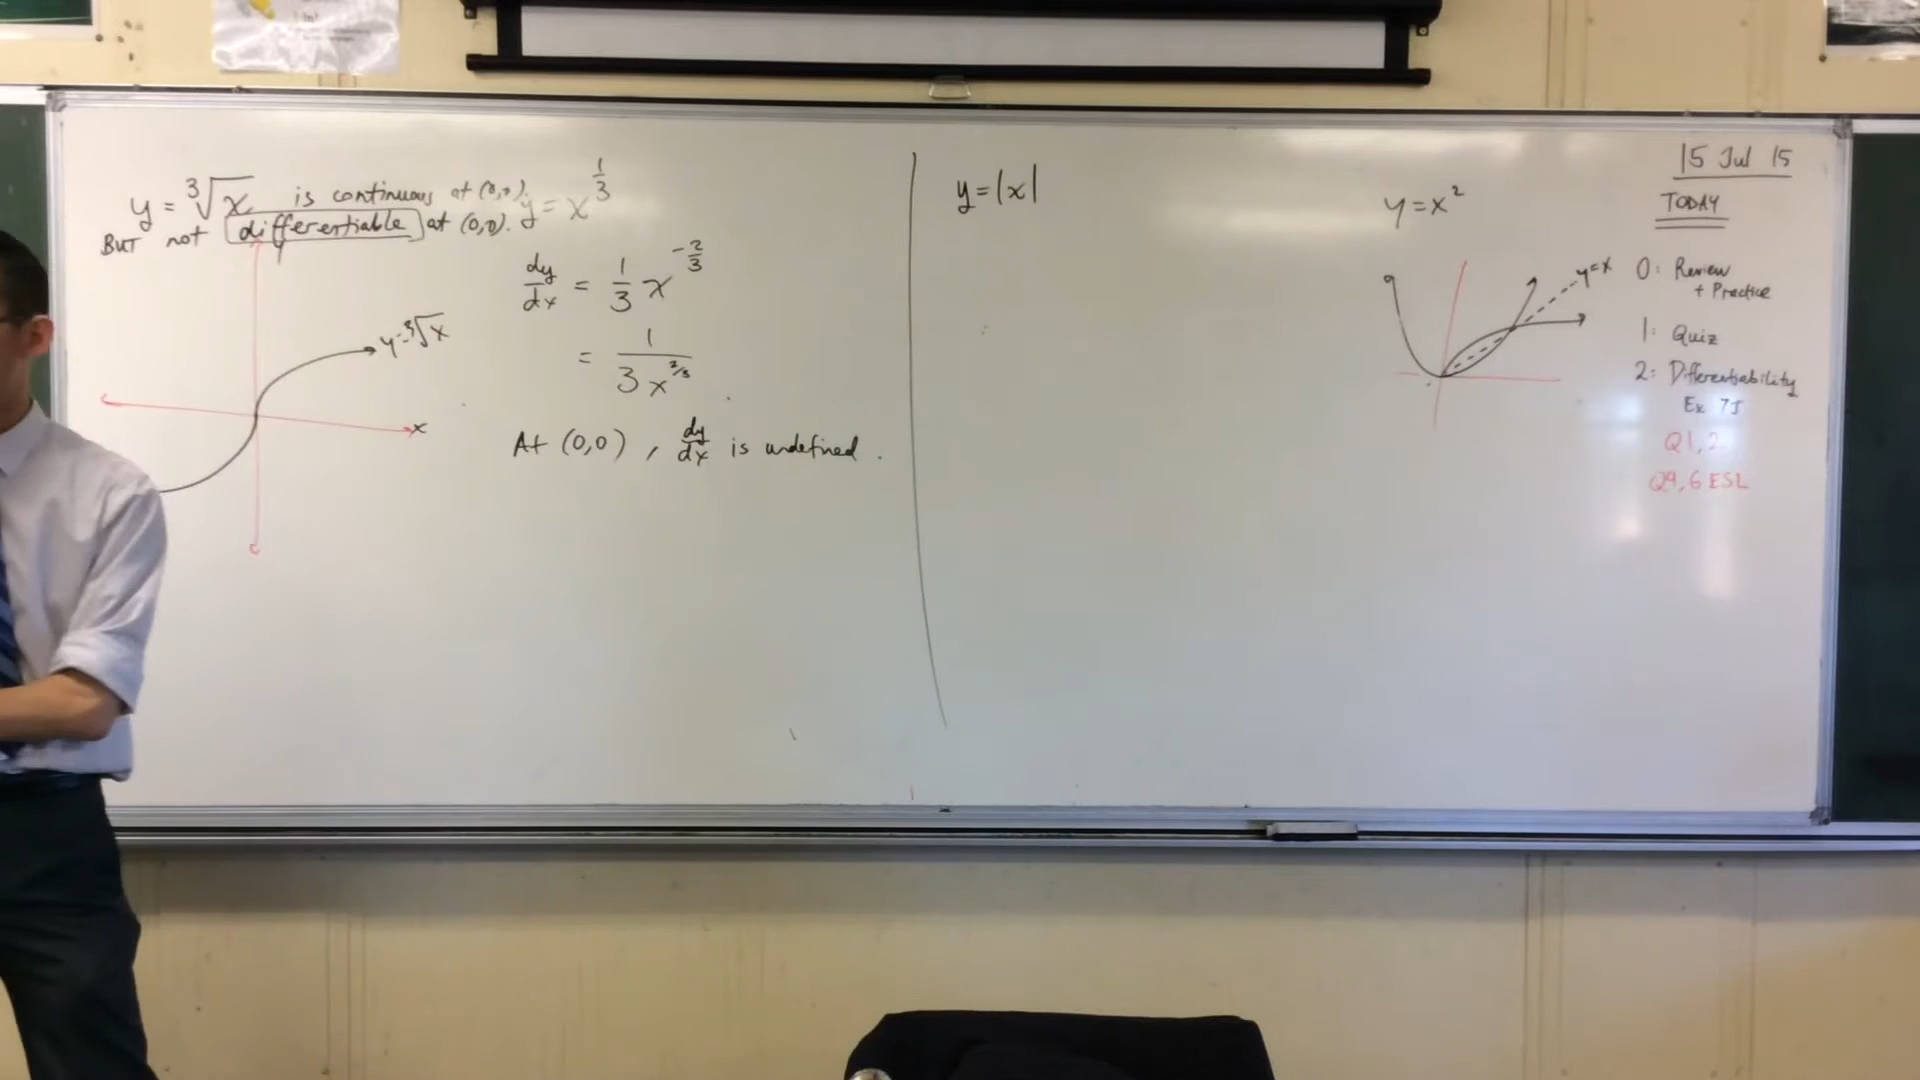 y = ∛x is continuous at (0,0).
BUT not differentiable at (0,0).
y = x^(1/3)
dy/dx = 1/3 x^(-2/3)
= 1/(3x^(2/3))
At (0,0), dy/dx is undefined.
y
y=∛x
x
y=|x|
y=x²
y=x
15 Jul 15
TODAY
0: Review
+ Practice
1: Quiz
2: Differentiability
Ex 7J
Q1,2
ESL